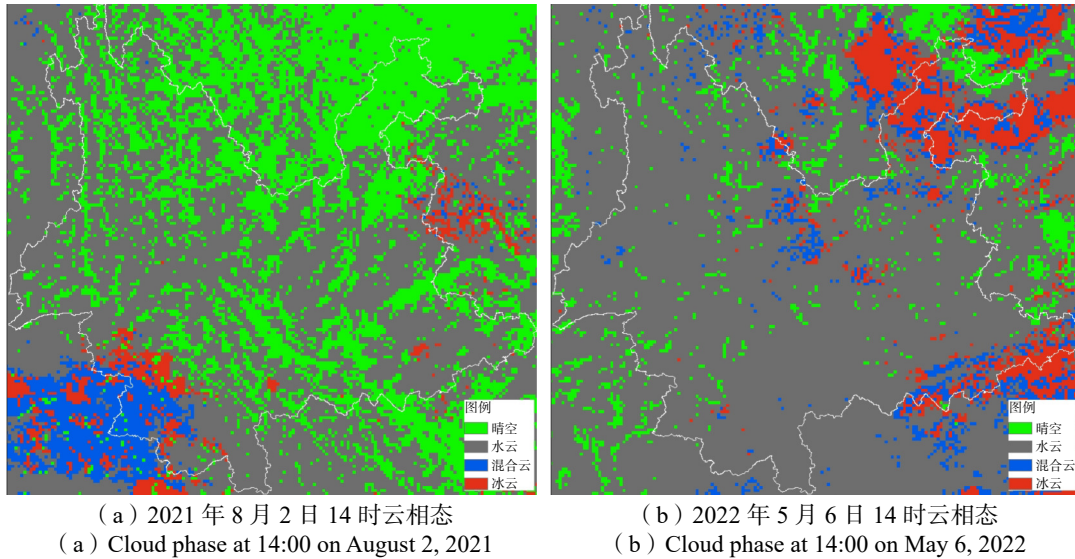 图例
晴空
水云
混合云
冰云
图例
晴空
水云
混合云
冰云
（a）2021 年 8 月 2 日 14 时云相态
（b）2022 年 5 月 6 日 14 时云相态
（a）Cloud phase at 14:00 on August 2, 2021
（b）Cloud phase at 14:00 on May 6, 2022